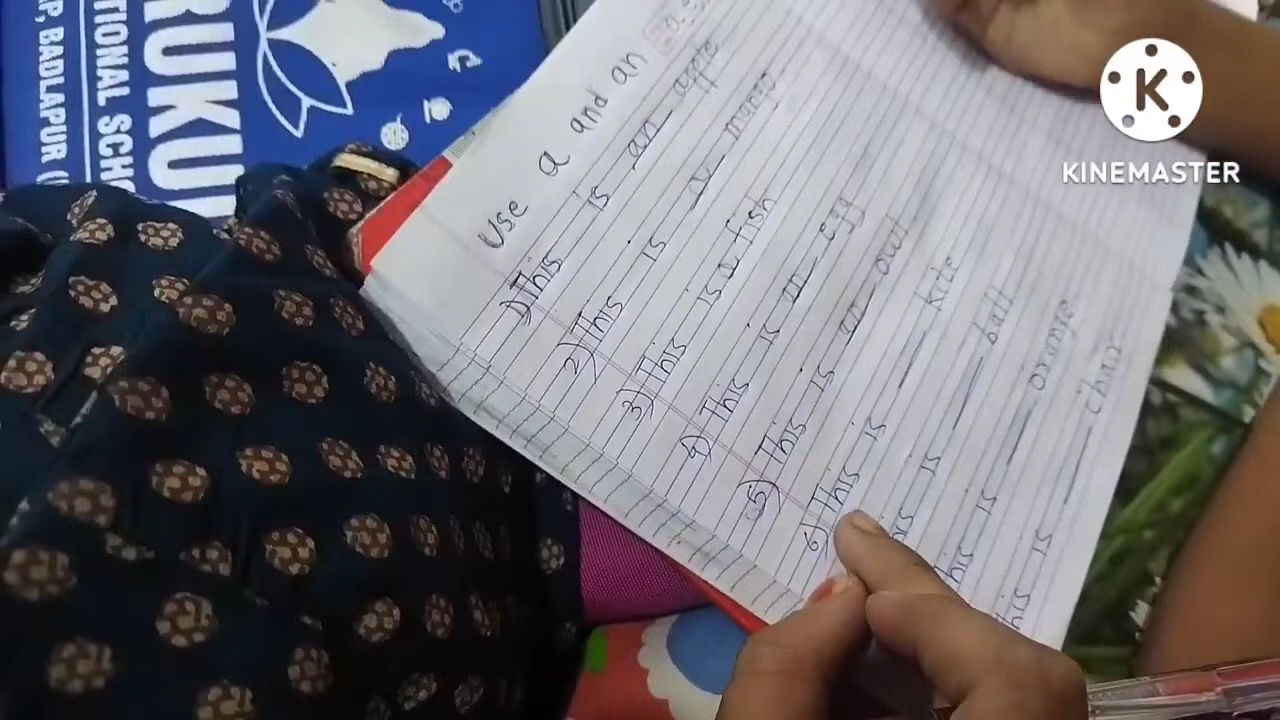 Use a and an
1) This is an apple
2) This is a mango
3) This is a fish
4) This is an egg
5) This is an owl
6) This is ___ kite
This is ___ ball
This is ___ orange
This is ___ chair
RUKU
TIONAL SCH
P, BADLAPUR (
K
KINEMASTER